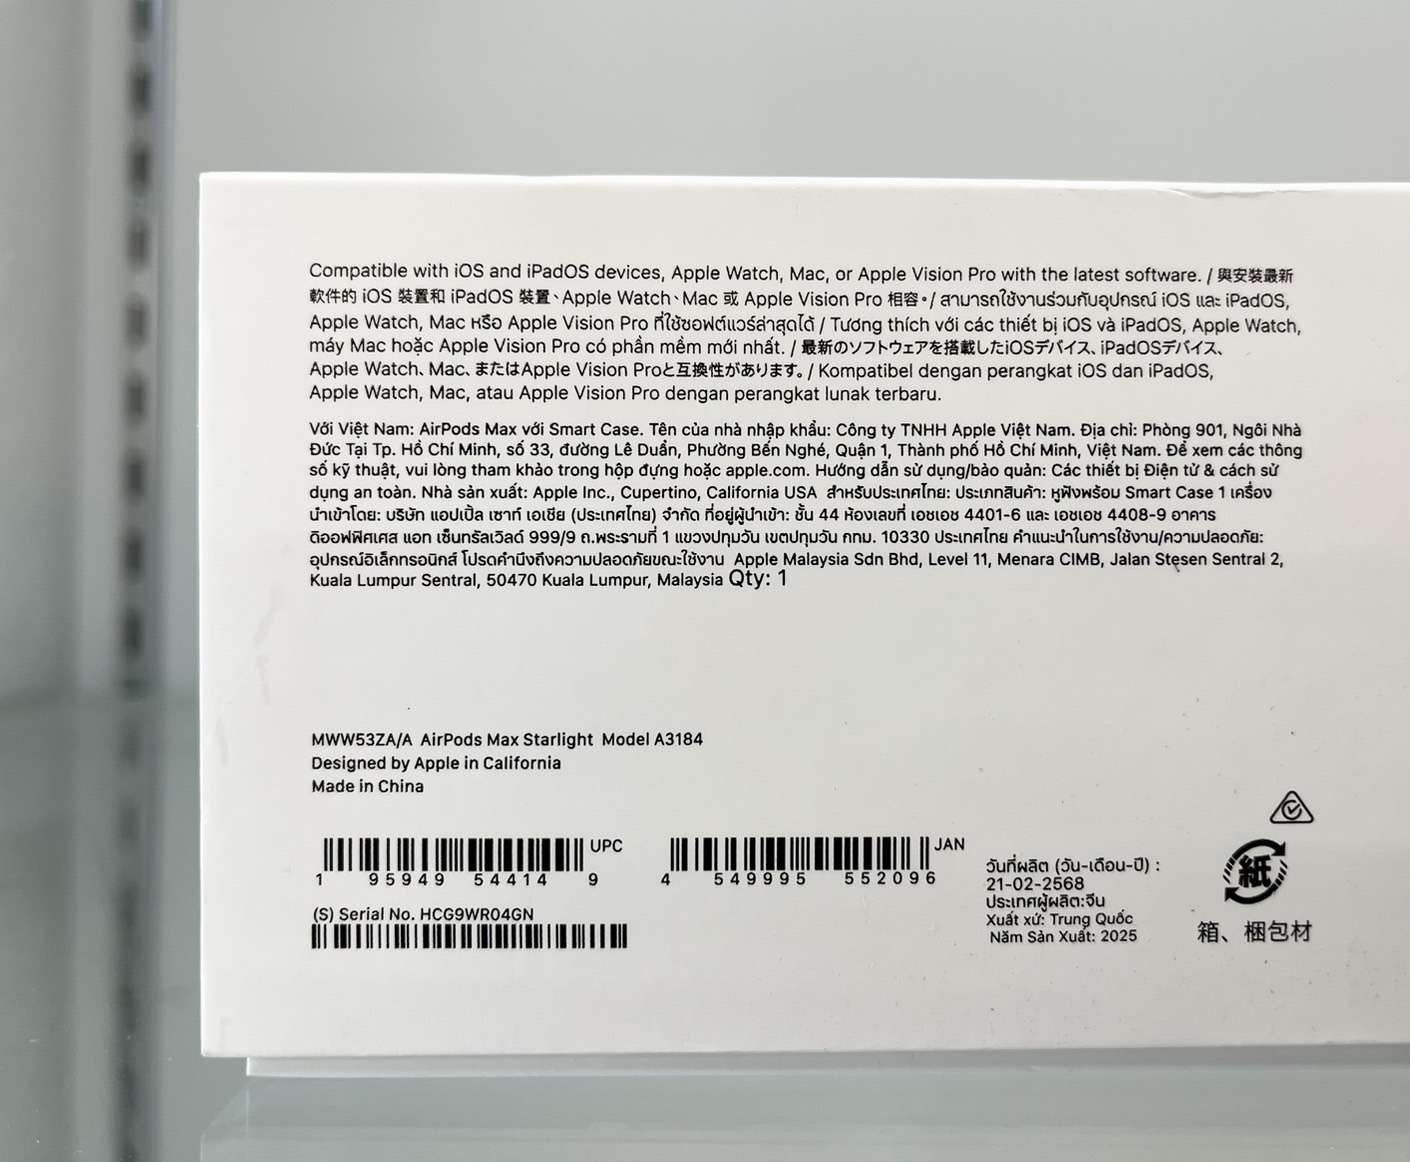 Compatible with iOS and iPadOS devices, Apple Watch, Mac, or Apple Vision Pro with the latest software. / 與安裝最新
軟件的 iOS 裝置和 iPadOS 裝置、Apple Watch、Mac 或 Apple Vision Pro 相容。/ สามารถใช้งานร่วมกับอุปกรณ์ iOS และ iPadOS,
Apple Watch, Mac หรือ Apple Vision Pro ที่ใช้ซอฟต์แวร์ล่าสุดได้ / Tương thích với các thiết bị iOS và iPadOS, Apple Watch,
máy Mac hoặc Apple Vision Pro có phần mềm mới nhất. / 最新のソフトウェアを搭載したiOSデバイス、iPadOSデバイス、
Apple Watch、Mac、またはApple Vision Proと互換性があります。/ Kompatibel dengan perangkat iOS dan iPadOS,
Apple Watch, Mac, atau Apple Vision Pro dengan perangkat lunak terbaru.
Với Việt Nam: AirPods Max với Smart Case. Tên của nhà nhập khẩu: Công ty TNHH Apple Việt Nam. Địa chỉ: Phòng 901, Ngôi Nhà
Đức Tại Tp. Hồ Chí Minh, số 33, đường Lê Duẩn, Phường Bến Nghé, Quận 1, Thành phố Hồ Chí Minh, Việt Nam. Để xem các thông
số kỹ thuật, vui lòng tham khảo trong hộp đựng hoặc apple.com. Hướng dẫn sử dụng/bảo quản: Các thiết bị Điện tử & cách sử
dụng an toàn. Nhà sản xuất: Apple Inc., Cupertino, California USA สำหรับประเทศไทย: ประเภทสินค้า: หูฟังพร้อม Smart Case 1 เครื่อง
นำเข้าโดย: บริษัท แอปเปิ้ล เซาท์ เอเชีย (ประเทศไทย) จำกัด ที่อยู่ผู้นำเข้า: ชั้น 44 ห้องเลขที่ เอชเอช 4401-6 และ เอชเอช 4408-9 อาคาร
ดิออฟฟิศเศส แอท เซ็นทรัลเวิลด์ 999/9 ถ.พระรามที่ 1 แขวงปทุมวัน เขตปทุมวัน กทม. 10330 ประเทศไทย คำแนะนำในการใช้งาน/ความปลอดภัย:
อุปกรณ์อิเล็กทรอนิกส์ โปรดคำนึงถึงความปลอดภัยขณะใช้งาน Apple Malaysia Sdn Bhd, Level 11, Menara CIMB, Jalan Stesen Sentral 2,
Kuala Lumpur Sentral, 50470 Kuala Lumpur, Malaysia Qty: 1
MWW53ZA/A AirPods Max Starlight Model A3184
Designed by Apple in California
Made in China
UPC
1 95949 54414 9
JAN
4 549995 552096
(S) Serial No. HCG9WR04GN
วันที่ผลิต (วัน-เดือน-ปี) :
21-02-2568
ประเทศผู้ผลิต:จีน
Xuất xứ: Trung Quốc
Năm Sản Xuất: 2025
紙
箱、梱包材